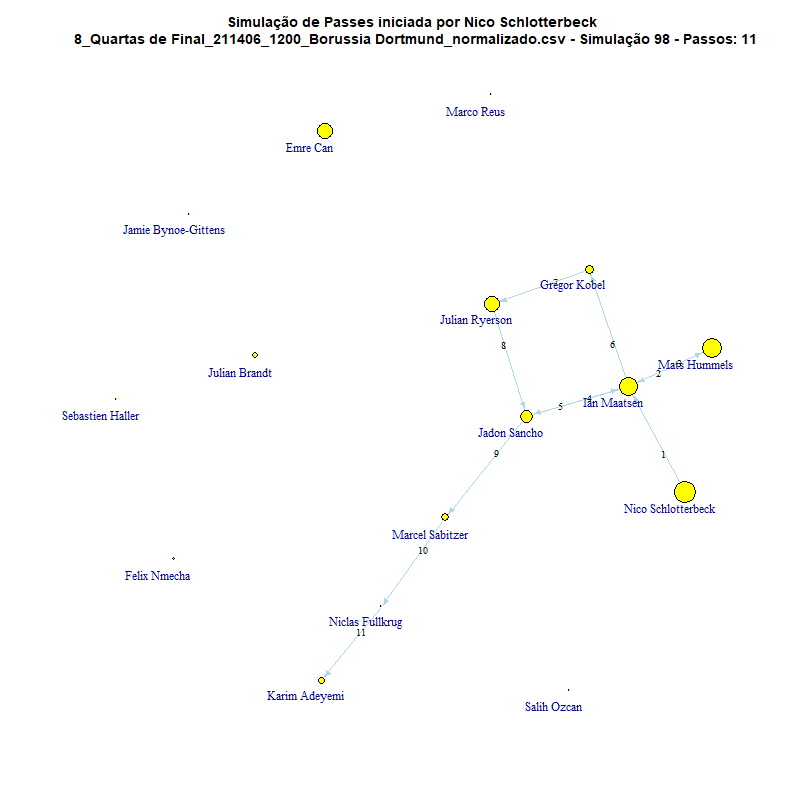 Simulação de Passes iniciada por Nico Schlotterbeck
8_Quartas de Final_211406_1200_Borussia Dortmund_normalizado.csv - Simulação 98 - Passos: 11
Marco Reus
Emre Can
Jamie Bynoe-Gittens
7
Gregor Kobel
Julian Ryerson
8
6
Mats Hummels
2
Julian Brandt
4
Ian Maatsen
5
Sebastien Haller
Jadon Sancho
9
1
Nico Schlotterbeck
Marcel Sabitzer
10
Felix Nmecha
Niclas Fullkrug
11
Karim Adeyemi
Salih Ozcan